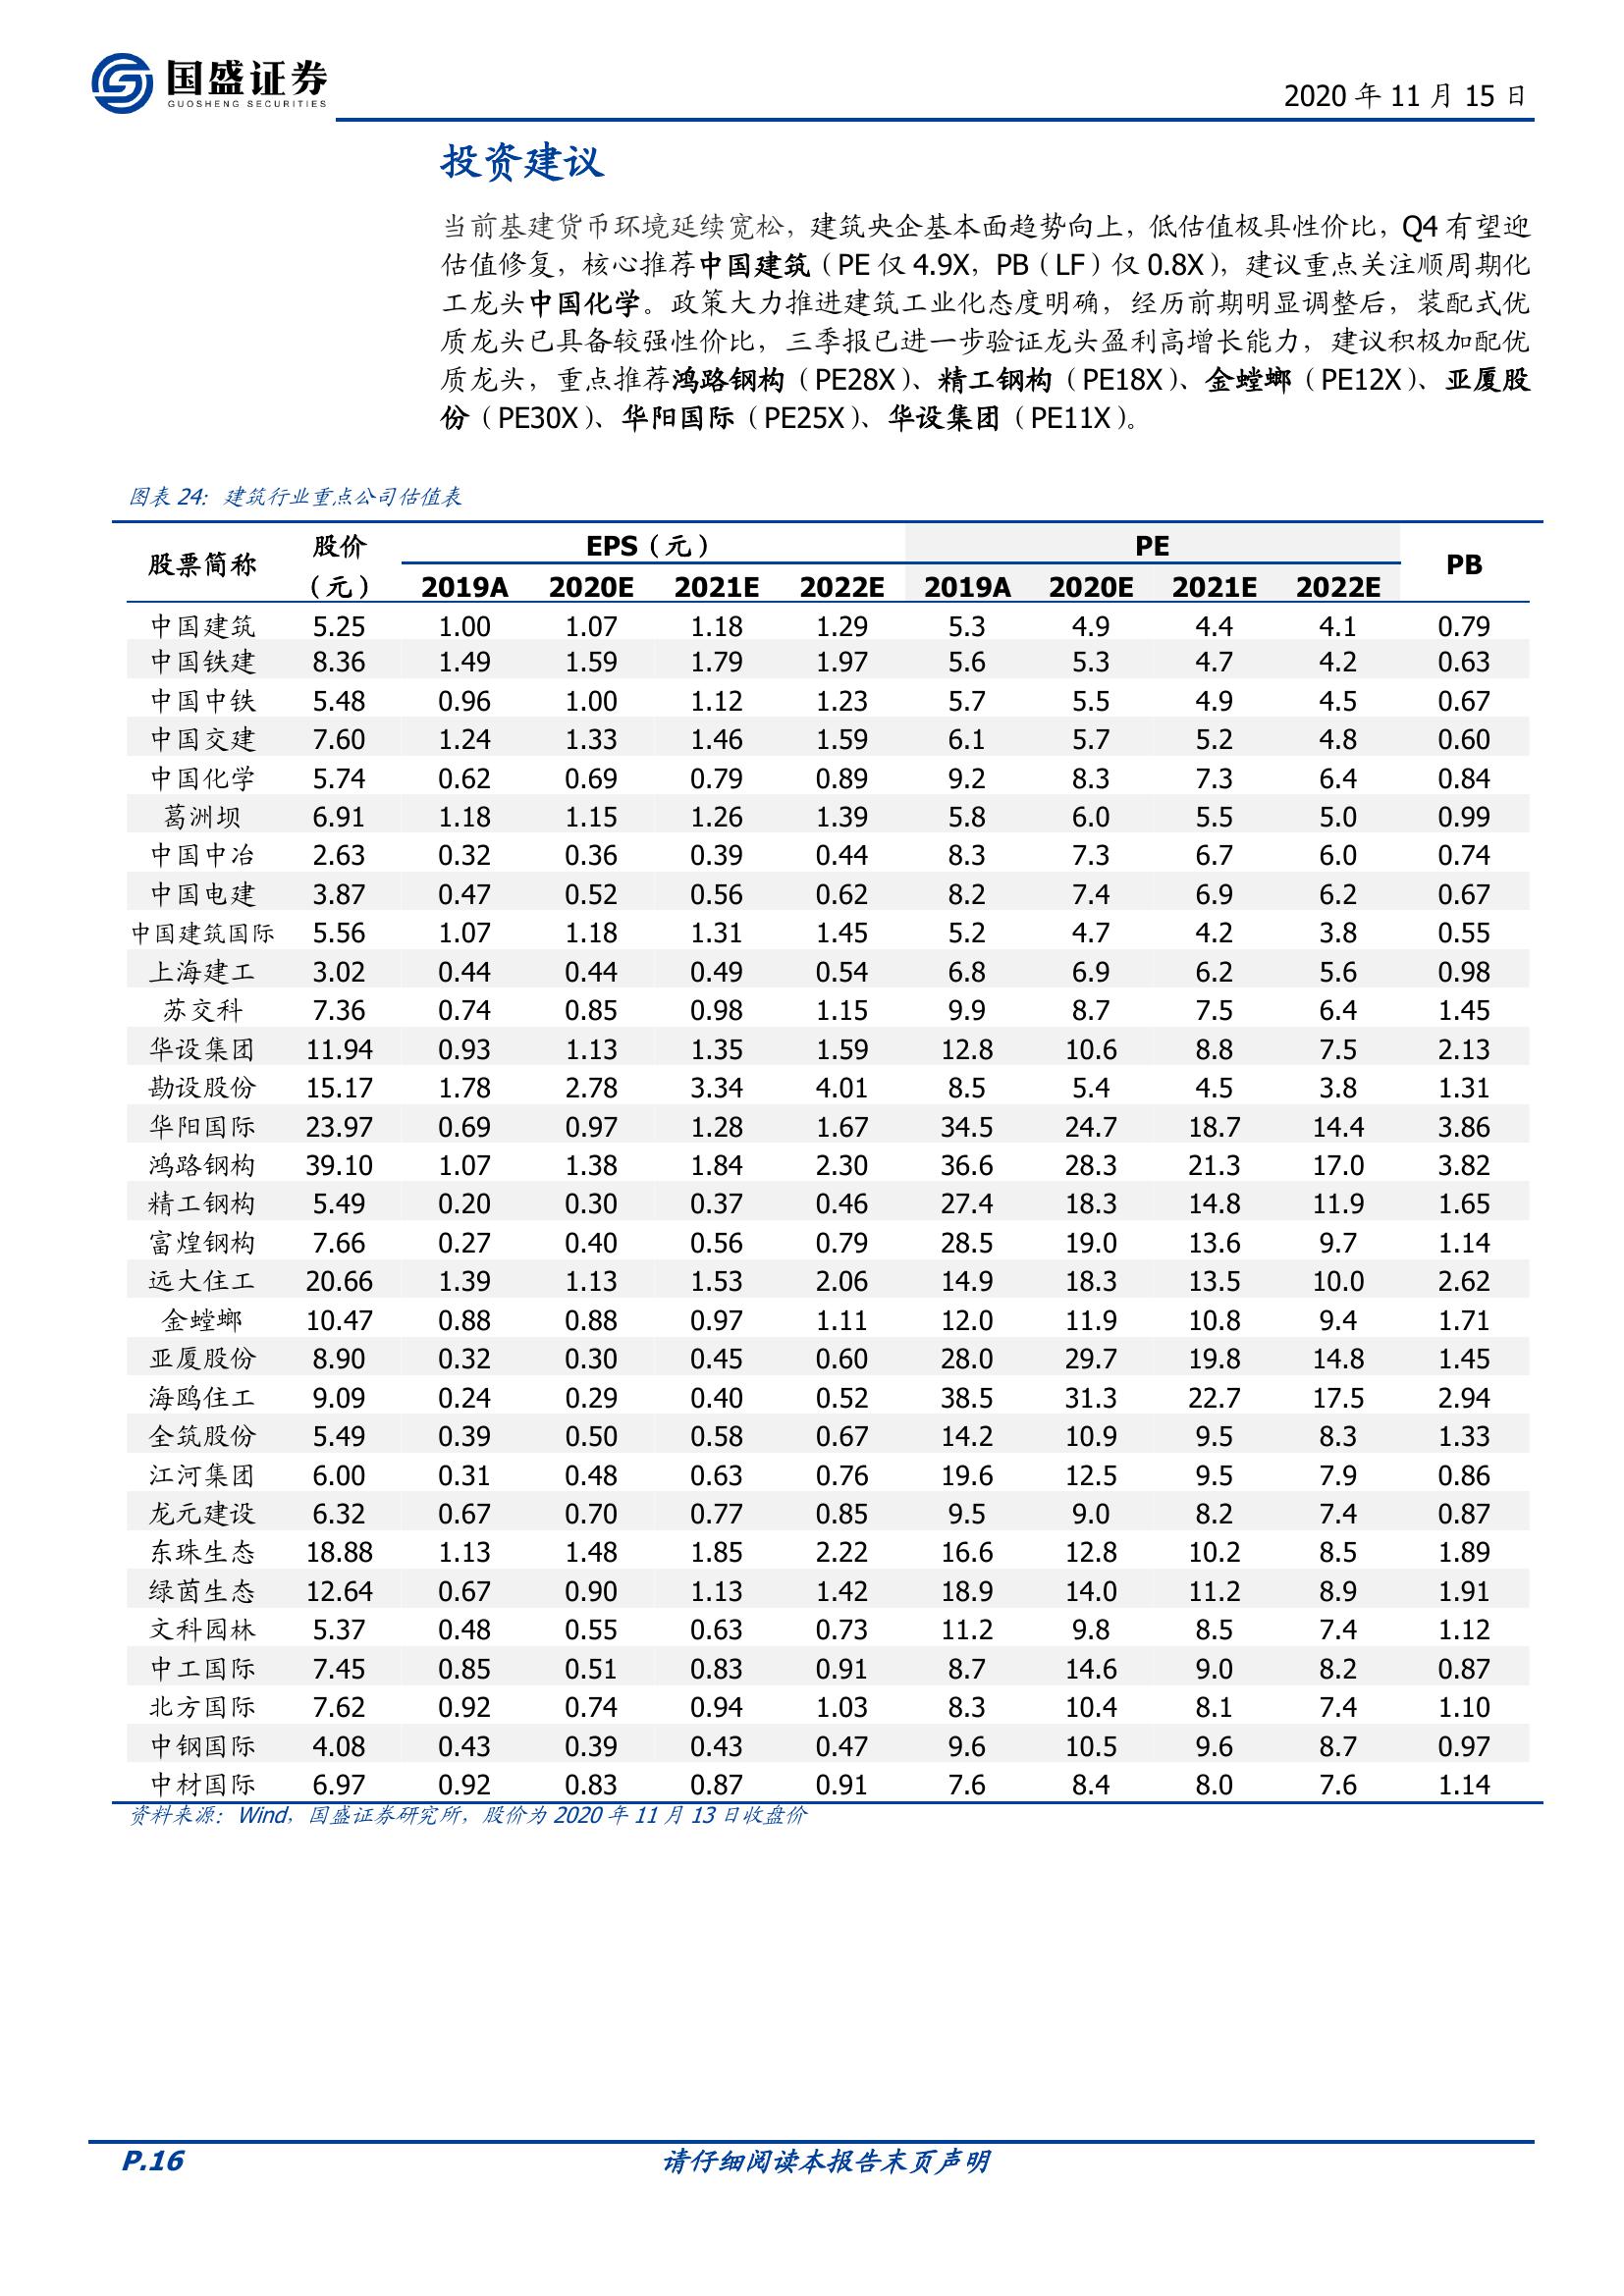 国盛证券
GUOSHENG SECURITIES
2020 年 11 月 15 日
投资建议
当前基建货币环境延续宽松，建筑央企基本面趋势向上，低估值极具性价比，Q4 有望迎
估值修复，核心推荐中国建筑（PE 仅 4.9X，PB（LF）仅 0.8X），建议重点关注顺周期化
工龙头中国化学。政策大力推进建筑工业化态度明确，经历前期明显调整后，装配式优
质龙头已具备较强性价比，三季报已进一步验证龙头盈利高增长能力，建议积极加配优
质龙头，重点推荐鸿路钢构（PE28X）、精工钢构（PE18X）、金螳螂（PE12X）、亚厦股
份（PE30X）、华阳国际（PE25X）、华设集团（PE11X）。
图表 24：建筑行业重点公司估值表
股票简称 股价（元） EPS（元） PE PB
2019A 2020E 2021E 2022E 2019A 2020E 2021E 2022E
中国建筑 5.25 1.00 1.07 1.18 1.29 5.3 4.9 4.4 4.1 0.79
中国铁建 8.36 1.49 1.59 1.79 1.97 5.6 5.3 4.7 4.2 0.63
中国中铁 5.48 0.96 1.00 1.12 1.23 5.7 5.5 4.9 4.5 0.67
中国交建 7.60 1.24 1.33 1.46 1.59 6.1 5.7 5.2 4.8 0.60
中国化学 5.74 0.62 0.69 0.79 0.89 9.2 8.3 7.3 6.4 0.84
葛洲坝 6.91 1.18 1.15 1.26 1.39 5.8 6.0 5.5 5.0 0.99
中国中冶 2.63 0.32 0.36 0.39 0.44 8.3 7.3 6.7 6.0 0.74
中国电建 3.87 0.47 0.52 0.56 0.62 8.2 7.4 6.9 6.2 0.67
中国建筑国际 5.56 1.07 1.18 1.31 1.45 5.2 4.7 4.2 3.8 0.55
上海建工 3.02 0.44 0.44 0.49 0.54 6.8 6.9 6.2 5.6 0.98
苏交科 7.36 0.74 0.85 0.98 1.15 9.9 8.7 7.5 6.4 1.45
华设集团 11.94 0.93 1.13 1.35 1.59 12.8 10.6 8.8 7.5 2.13
勘设股份 15.17 1.78 2.78 3.34 4.01 8.5 5.4 4.5 3.8 1.31
华阳国际 23.97 0.69 0.97 1.28 1.67 34.5 24.7 18.7 14.4 3.86
鸿路钢构 39.10 1.07 1.38 1.84 2.30 36.6 28.3 21.3 17.0 3.82
精工钢构 5.49 0.20 0.30 0.37 0.46 27.4 18.3 14.8 11.9 1.65
富煌钢构 7.66 0.27 0.40 0.56 0.79 28.5 19.0 13.6 9.7 1.14
远大住工 20.66 1.39 1.13 1.53 2.06 14.9 18.3 13.5 10.0 2.62
金螳螂 10.47 0.88 0.88 0.97 1.11 12.0 11.9 10.8 9.4 1.71
亚厦股份 8.90 0.32 0.30 0.45 0.60 28.0 29.7 19.8 14.8 1.45
海鸥住工 9.09 0.24 0.29 0.40 0.52 38.5 31.3 22.7 17.5 2.94
全筑股份 5.49 0.39 0.50 0.58 0.67 14.2 10.9 9.5 8.3 1.33
江河集团 6.00 0.31 0.48 0.63 0.76 19.6 12.5 9.5 7.9 0.86
龙元建设 6.32 0.67 0.70 0.77 0.85 9.5 9.0 8.2 7.4 0.87
东珠生态 18.88 1.13 1.48 1.85 2.22 16.6 12.8 10.2 8.5 1.89
绿茵生态 12.64 0.67 0.90 1.13 1.42 18.9 14.0 11.2 8.9 1.91
文科园林 5.37 0.48 0.55 0.63 0.73 11.2 9.8 8.5 7.4 1.12
中工国际 7.45 0.85 0.51 0.83 0.91 8.7 14.6 9.0 8.2 0.87
北方国际 7.62 0.92 0.74 0.94 1.03 8.3 10.4 8.1 7.4 1.10
中钢国际 4.08 0.43 0.39 0.43 0.47 9.6 10.5 9.6 8.7 0.97
中材国际 6.97 0.92 0.83 0.87 0.91 7.6 8.4 8.0 7.6 1.14
资料来源：Wind，国盛证券研究所，股价为 2020 年 11 月 13 日收盘价
P.16 请仔细阅读本报告末页声明